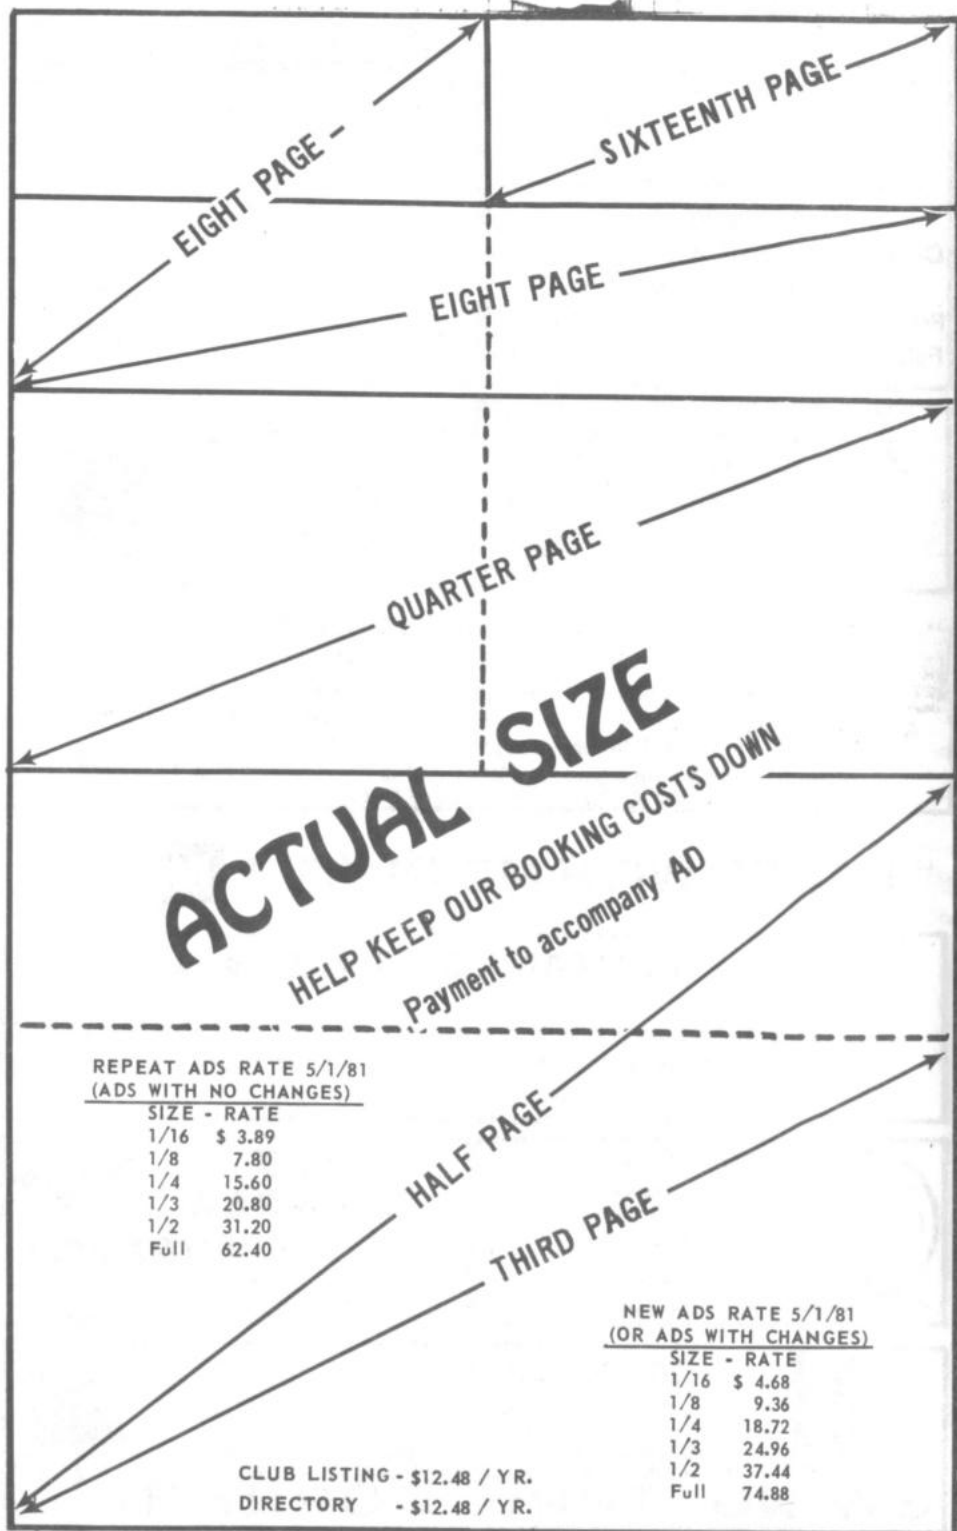 EIGHT PAGE -
SIXTEENTH PAGE
EIGHT PAGE
QUARTER PAGE
ACTUAL SIZE
HELP KEEP OUR BOOKING COSTS DOWN
Payment to accompany AD
REPEAT ADS RATE 5/1/81
(ADS WITH NO CHANGES)
SIZE - RATE
1/16 $ 3.89
1/8 7.80
1/4 15.60
1/3 20.80
1/2 31.20
Full 62.40
HALF PAGE
THIRD PAGE
NEW ADS RATE 5/1/81
(OR ADS WITH CHANGES)
SIZE - RATE
1/16 $ 4.68
1/8 9.36
1/4 18.72
1/3 24.96
1/2 37.44
Full 74.88
CLUB LISTING - $12.48 / YR.
DIRECTORY - $12.48 / YR.